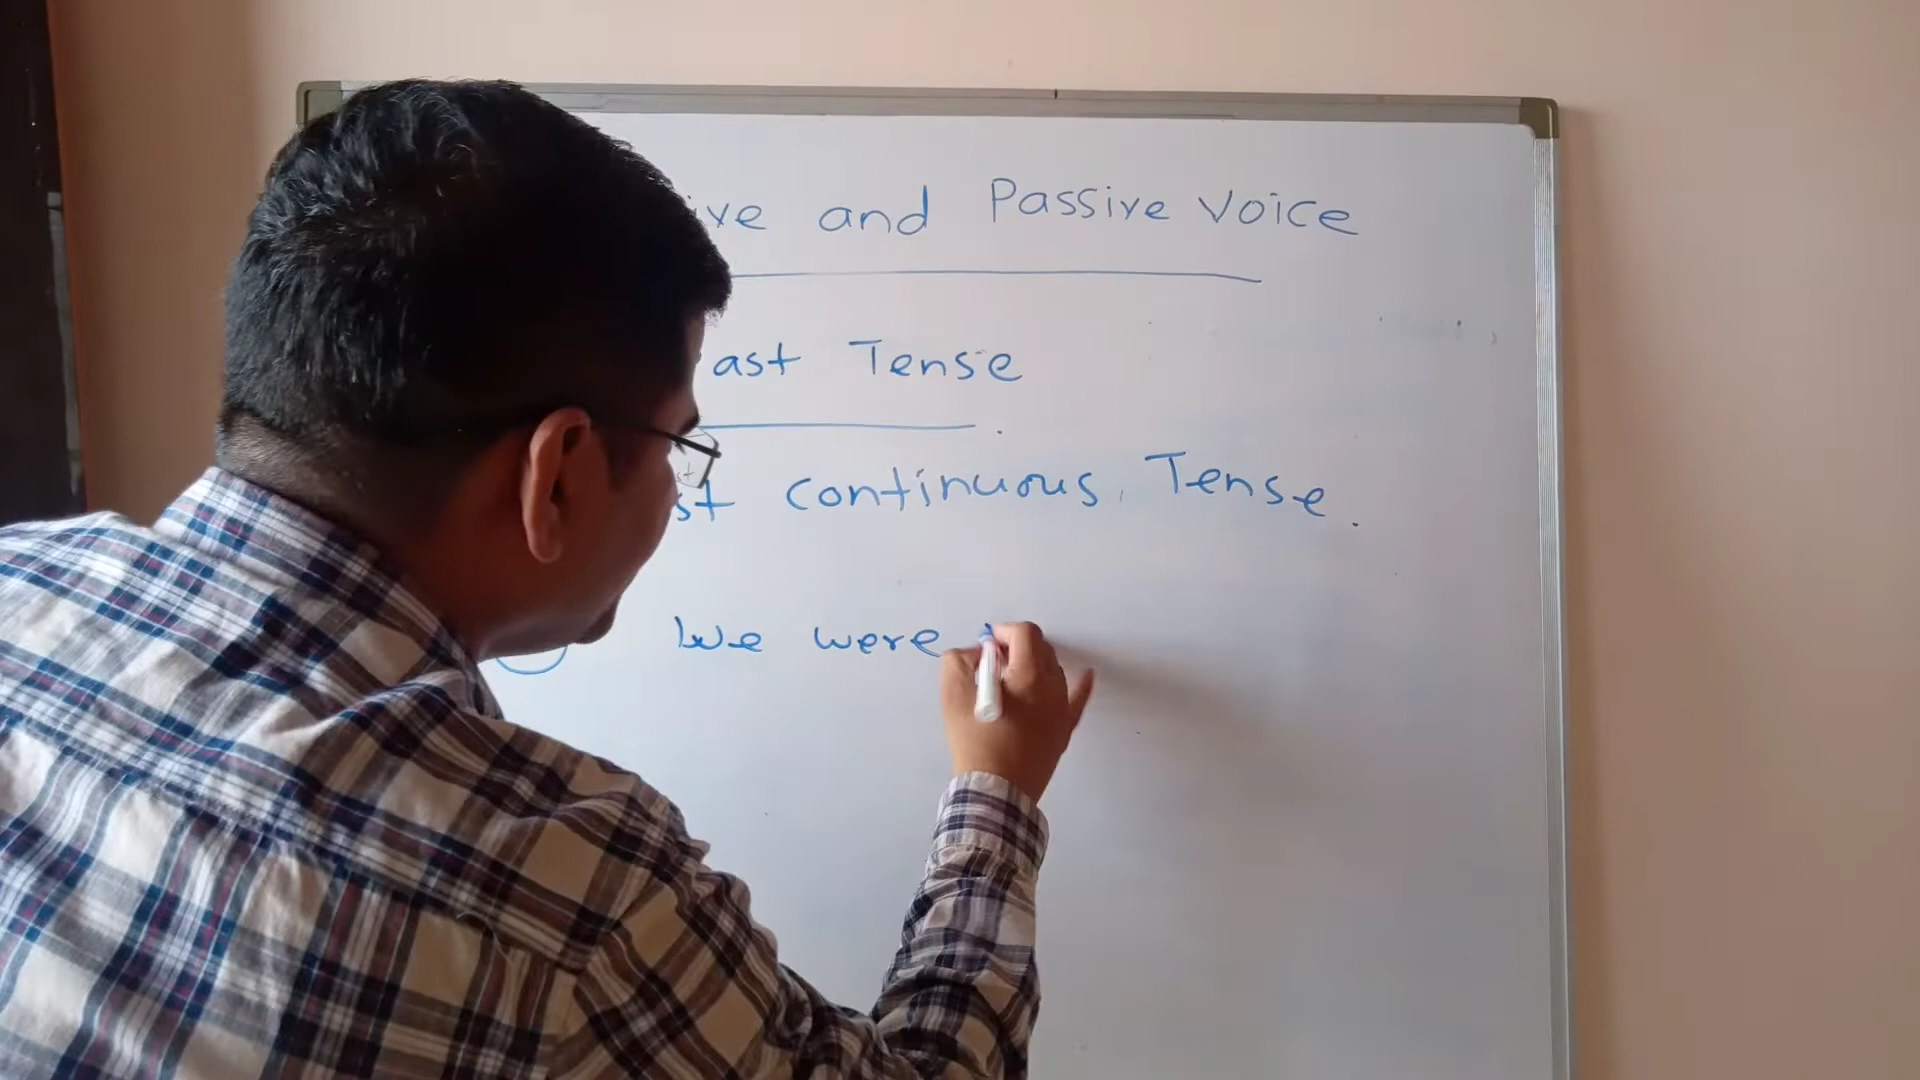 ive and Passive Voice
ast Tense
st continuous Tense.
We were